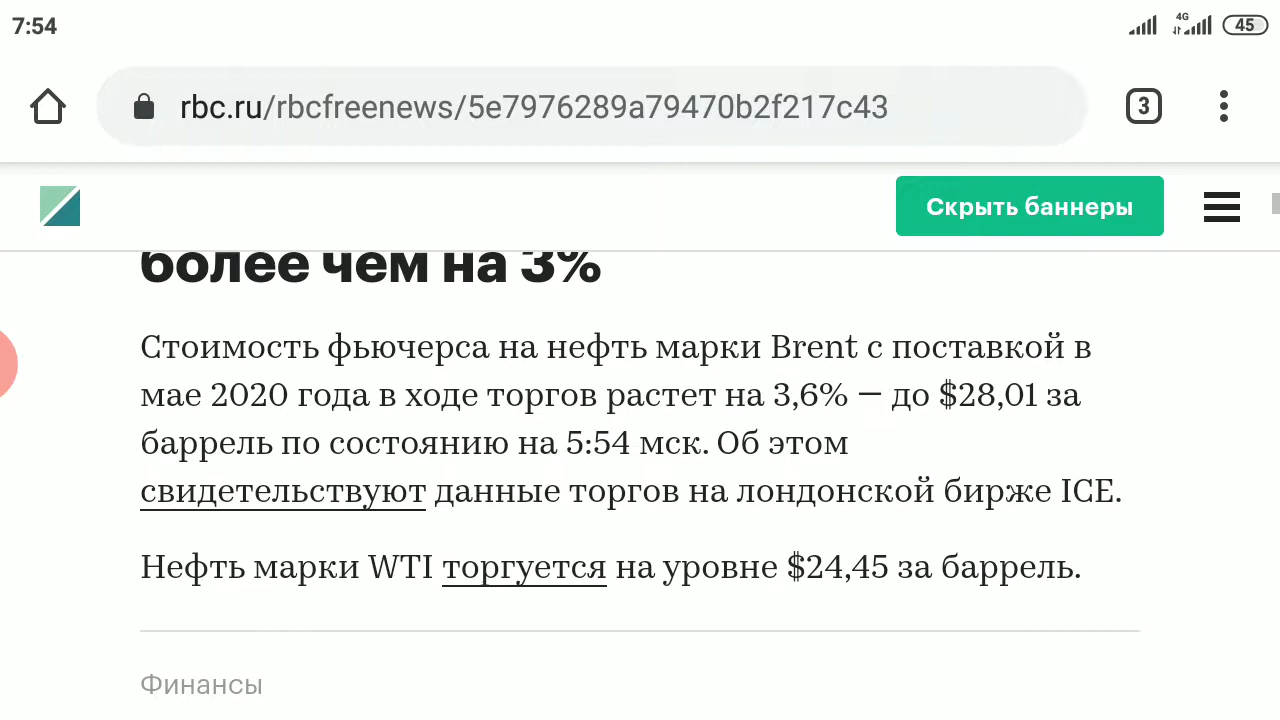 7:54
4G
45
rbc.ru/rbcfreenews/5e7976289a79470b2f217c43
3
Скрыть баннеры
более чем на 3%
Стоимость фьючерса на нефть марки Brent с поставкой в
мае 2020 года в ходе торгов растет на 3,6% — до $28,01 за
баррель по состоянию на 5:54 мск. Об этом
свидетельствуют данные торгов на лондонской бирже ICE.
Нефть марки WTI торгуется на уровне $24,45 за баррель.
Финансы